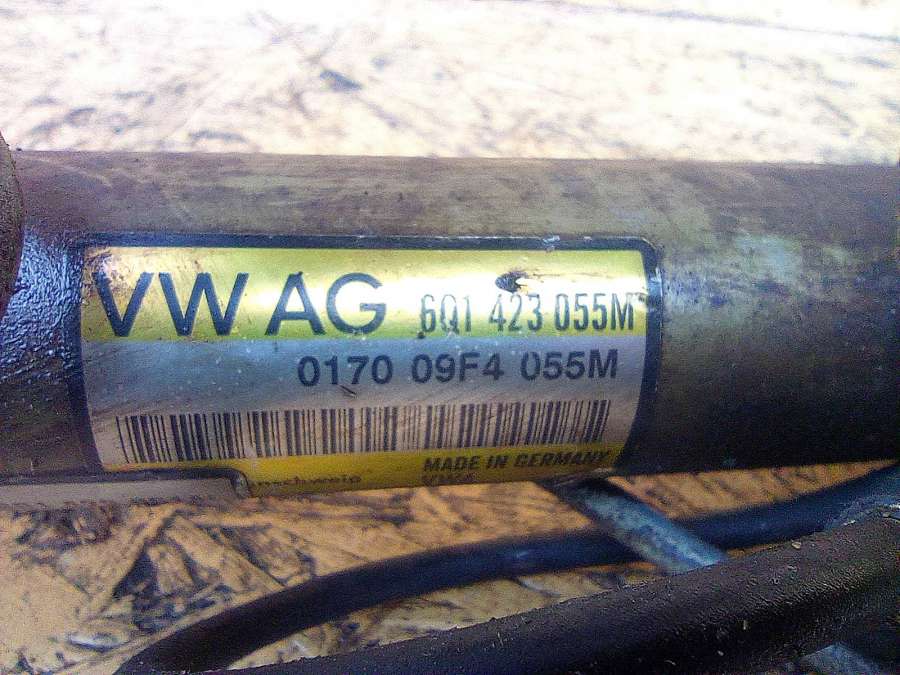 VW AG 6Q1 423 055M
0170 09F4 055M
MADE IN GERMANY